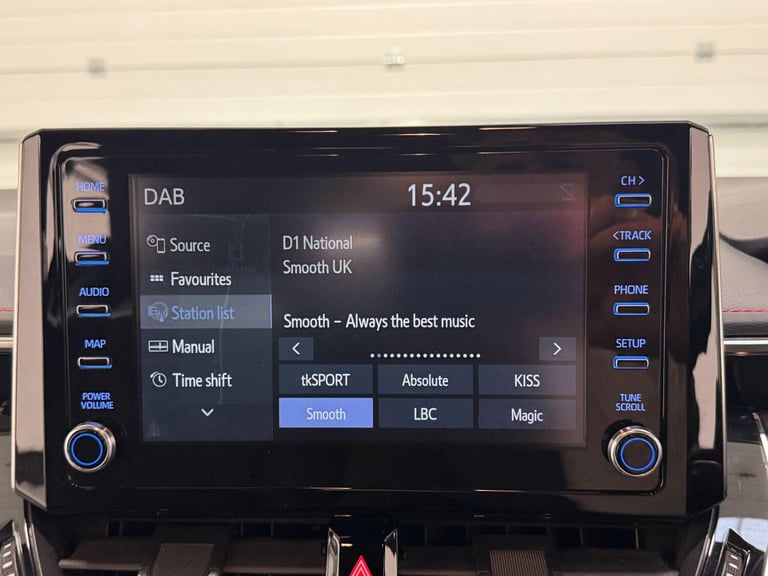 HOME
MENU
AUDIO
MAP
POWER
VOLUME
DAB
15:42
Source
Favourites
Station list
Manual
Time shift
D1 National
Smooth UK
Smooth – Always the best music
tkSPORT
Absolute
KISS
Smooth
LBC
Magic
CH >
<TRACK
PHONE
SETUP
TUNE
SCROLL